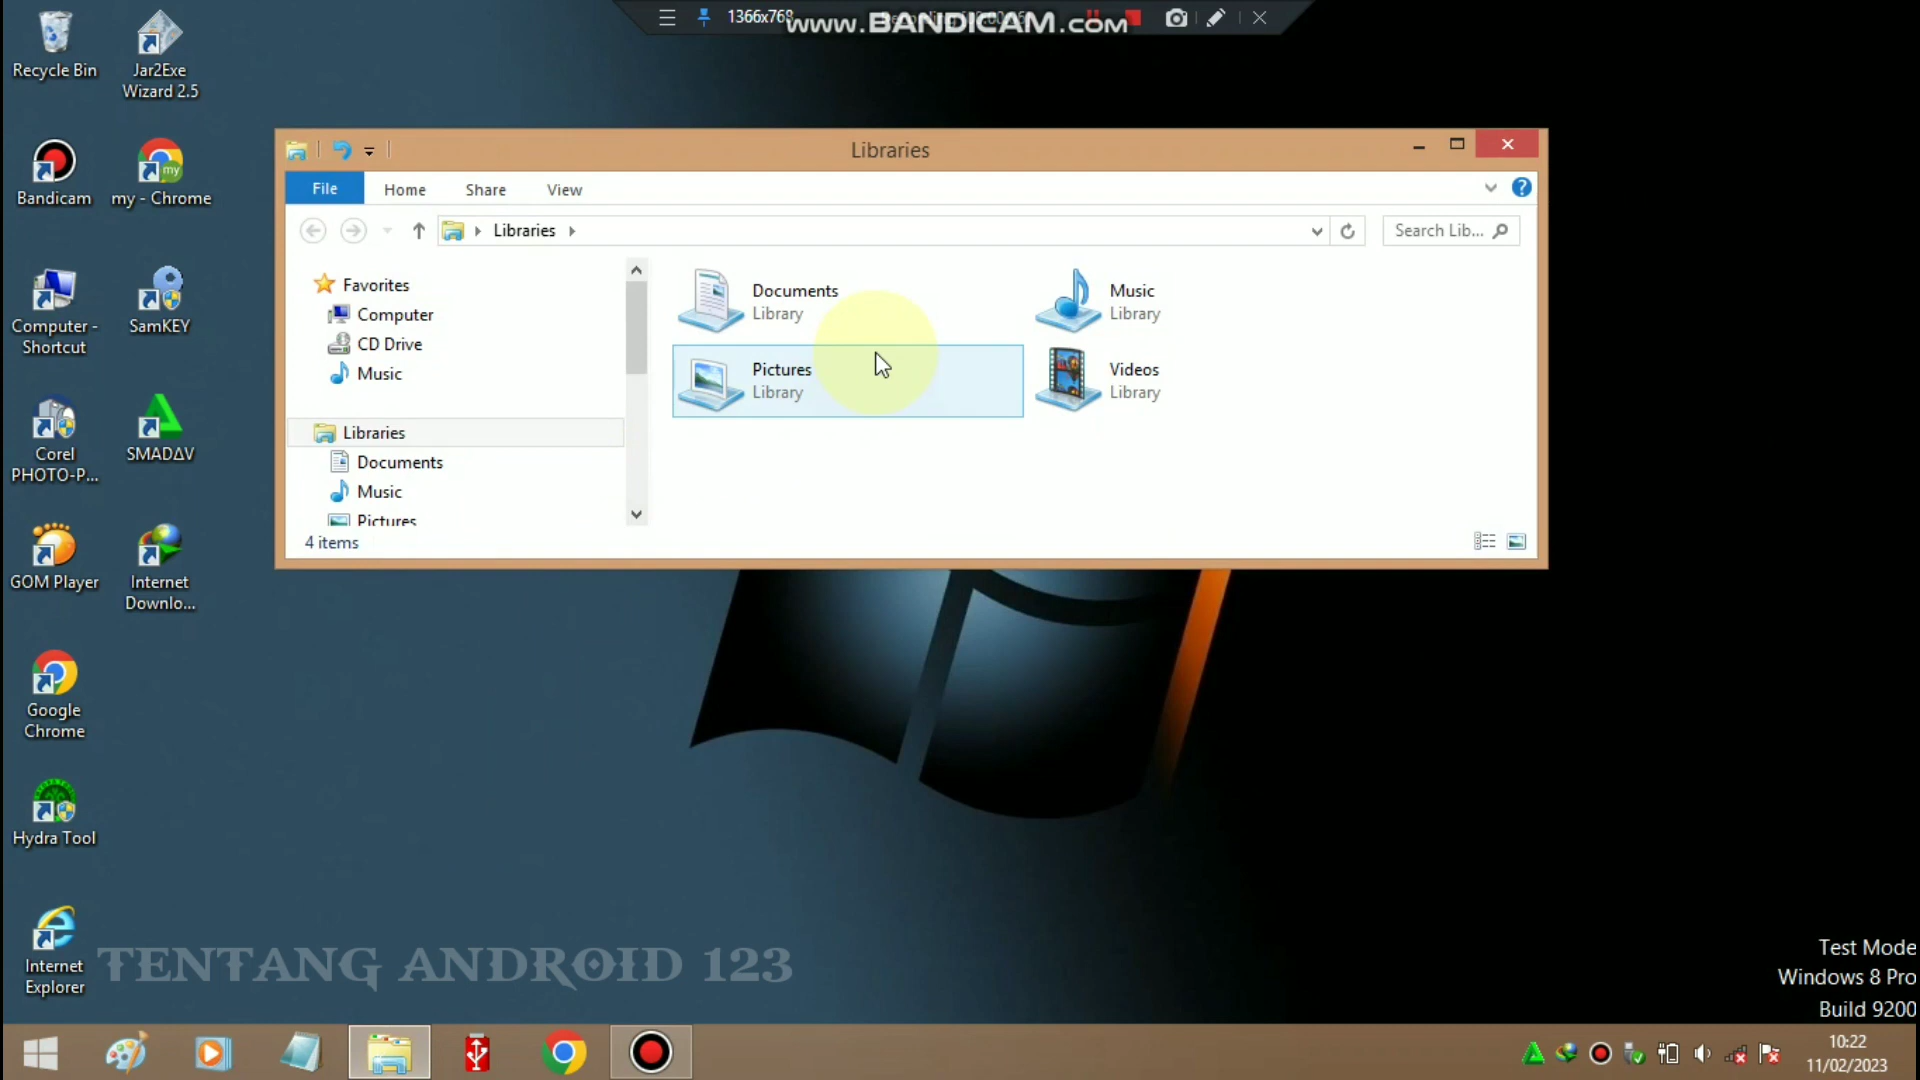 1366x768
www.BANDICAM.com
Recycle Bin
Jar2Exe
Wizard 2.5
Bandicam
my - Chrome
Computer -
Shortcut
SamKEY
Corel
PHOTO-P...
SMADΔV
GOM Player
Internet
Downlo...
Google
Chrome
Hydra Tool
Internet
Explorer
Libraries
File
Home
Share
View
Libraries
Search Lib...
Favorites
Computer
CD Drive
Music
Libraries
Documents
Music
Pictures
Documents
Library
Music
Library
Pictures
Library
Videos
Library
4 items
TENTANG ANDROID 123
Test Mode
Windows 8 Pro
Build 9200
10:22
11/02/2023